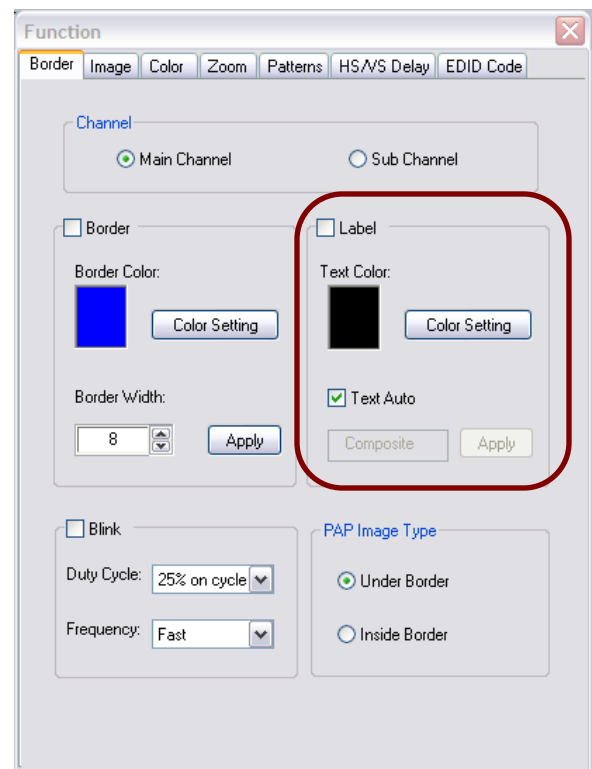 Function
Border Image Color Zoom Patterns HS/VS Delay EDID Code
Channel
Main Channel Sub Channel
Border
Border Color:
Color Setting
Border Width:
8 Apply
Label
Text Color:
Color Setting
Text Auto
Composite Apply
Blink
Duty Cycle: 25% on cycle
Frequency: Fast
PAP Image Type
Under Border
Inside Border